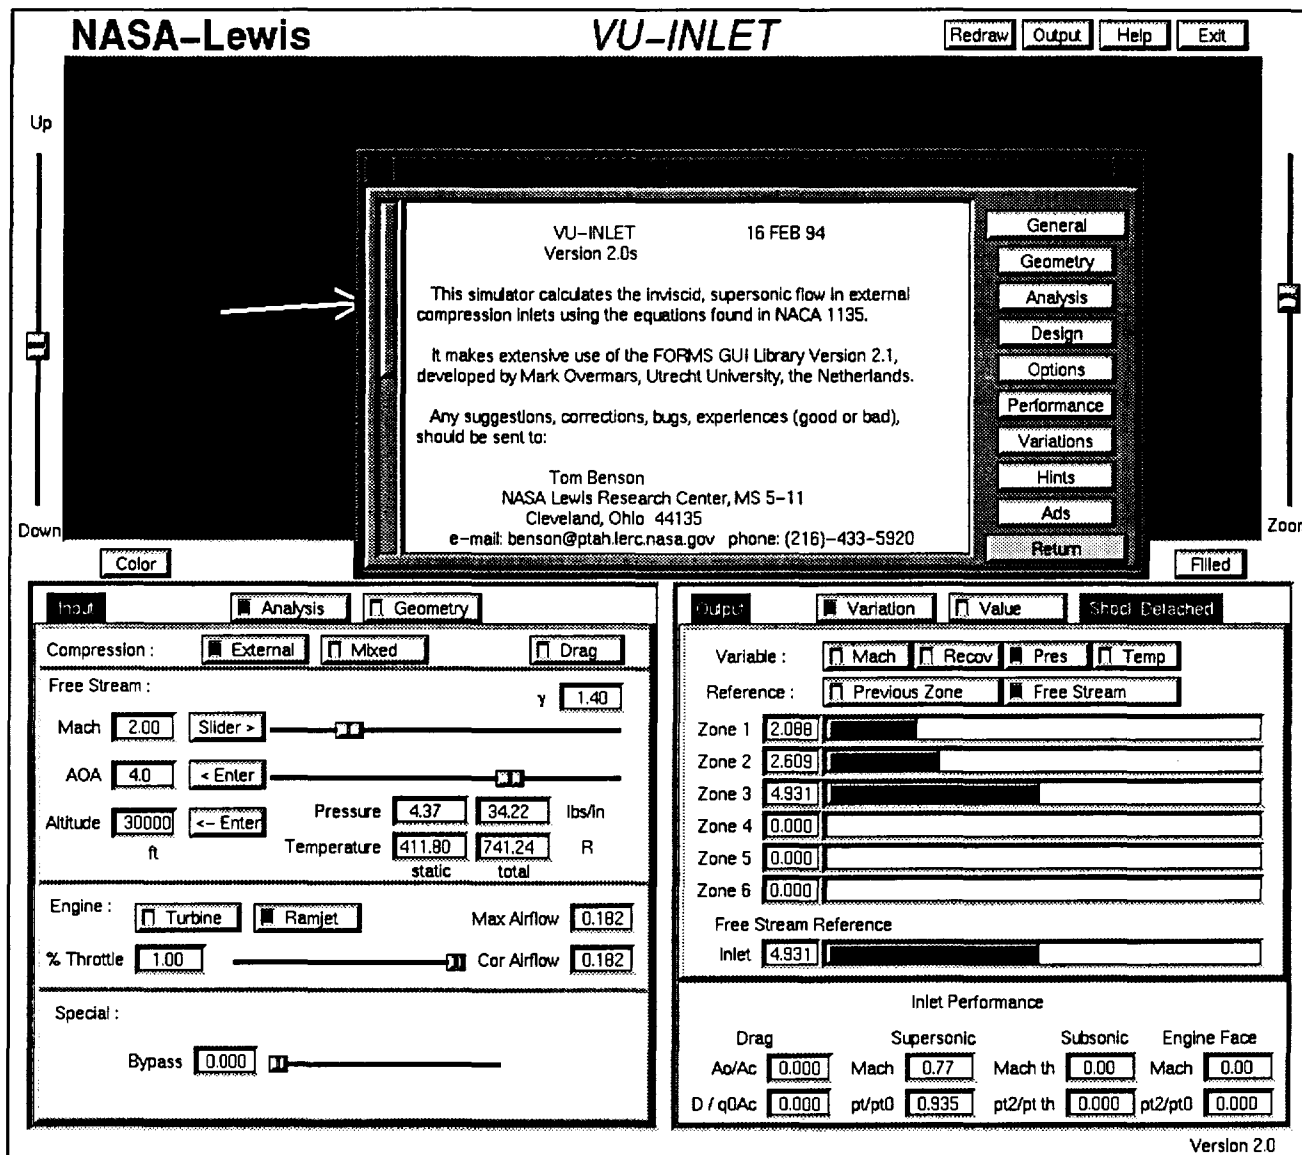 NASA-Lewis VU-INLET Redraw Output Help Exit
Up
VU-INLET 16 FEB 94
Version 2.0s
This simulator calculates the inviscid, supersonic flow in external
compression inlets using the equations found in NACA 1135.
It makes extensive use of the FORMS GUI Library Version 2.1,
developed by Mark Overmars, Utrecht University, the Netherlands.
Any suggestions, corrections, bugs, experiences (good or bad),
should be sent to:
Tom Benson
NASA Lewis Research Center, MS 5-11
Cleveland, Ohio 44135
e-mail: benson@ptah.lerc.nasa.gov phone: (216)-433-5920
General
Geometry
Analysis
Design
Options
Performance
Variations
Hints
Ads
Return
Down
Zoom
Color
Filled
Input Analysis Geometry
Compression : External Mixed Drag
Free Stream :
γ 1.40
Mach 2.00 Slider >
AOA 4.0 < Enter
Altitude 30000 <- Enter
ft
Pressure 4.37 34.22 lbs/in
Temperature 411.80 741.24 R
static total
Engine : Turbine Ramjet Max Airflow 0.182
% Throttle 1.00 Cor Airflow 0.182
Special :
Bypass 0.000
Output Variation Value Shock Detached
Variable : Mach Recov Pres Temp
Reference : Previous Zone Free Stream
Zone 1 2.088
Zone 2 2.609
Zone 3 4.931
Zone 4 0.000
Zone 5 0.000
Zone 6 0.000
Free Stream Reference
Inlet 4.931
Inlet Performance
Drag Supersonic Subsonic Engine Face
Ao/Ac 0.000 Mach 0.77 Mach th 0.00 Mach 0.00
D / q0Ac 0.000 pt/pt0 0.935 pt2/pt th 0.000 pt2/pt0 0.000
Version 2.0